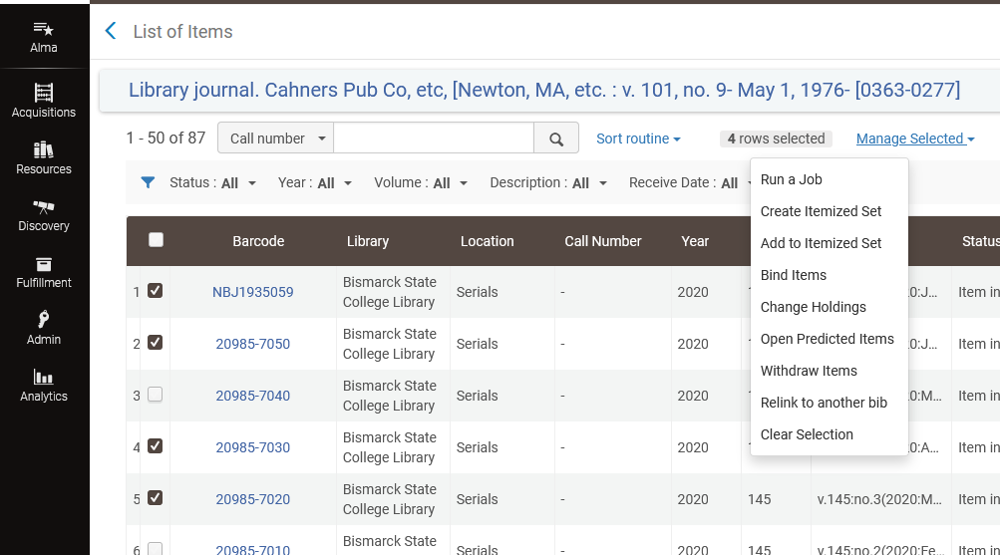 Alma
Acquisitions
Resources
Discovery
Fulfillment
Admin
Analytics
List of Items
Library journal. Cahners Pub Co, etc, [Newton, MA, etc. : v. 101, no. 9- May 1, 1976- [0363-0277]
1 - 50 of 87 Call number Sort routine 4 rows selected Manage Selected
Status : All Year : All Volume : All Description : All Receive Date : All
Run a Job
Create Itemized Set
Add to Itemized Set
Bind Items
Change Holdings
Open Predicted Items
Withdraw Items
Relink to another bib
Clear Selection
Barcode Library Location Call Number Year Status
1 NBJ1935059 Bismarck State College Library Serials - 2020 0:J... Item in
2 20985-7050 Bismarck State College Library Serials - 2020 0:J... Item in
3 20985-7040 Bismarck State College Library Serials - 2020 0:M... Item in
4 20985-7030 Bismarck State College Library Serials - 2020 0:A... Item in
5 20985-7020 Bismarck State College Library Serials - 2020 145 v.145:no.3(2020:M... Item in
6 20985-7010 Bismarck State College Library Serials - 2020 145 v.145:no.2(2020:Fe... Item in